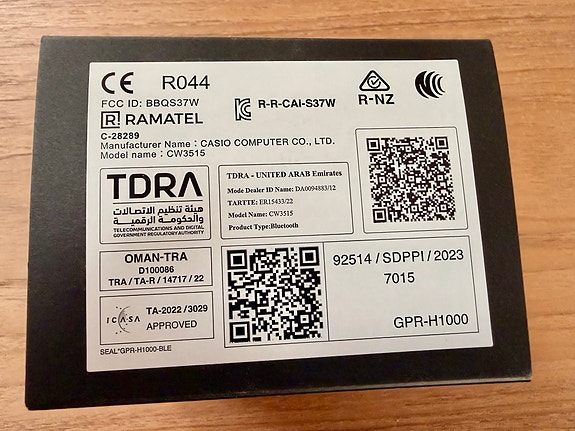 CE R044
FCC ID: BBQS37W
R RAMATEL
C-28289
Manufacturer Name : CASIO COMPUTER CO., LTD.
Model name : CW3515
R-R-CAI-S37W
R-NZ
TDRA
هيئة تنظيم الاتصالات
والحكومة الرقمية
TELECOMMUNICATIONS AND DIGITAL
GOVERNMENT REGULATORY AUTHORITY
TDRA - UNITED ARAB Emirates
Mode Dealer ID Name: DA0094883/12
TARTTE: ER15433/22
Model Name: CW3515
Product Type:Bluetooth
OMAN-TRA
D100086
TRA / TA-R / 14717 / 22
ICASA
TA-2022 / 3029
APPROVED
92514 / SDPPI / 2023
7015
GPR-H1000
SEAL*GPR-H1000-BLE